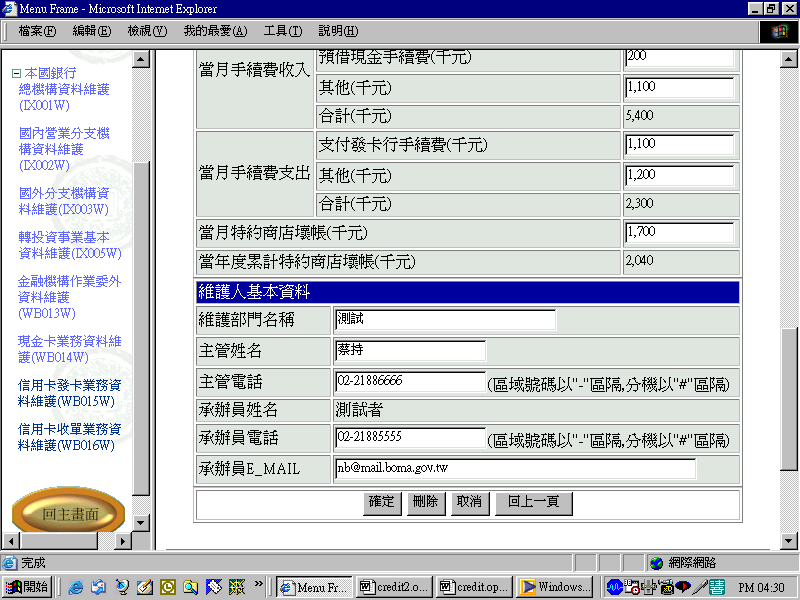 Menu Frame - Microsoft Internet Explorer
檔案(F) 編輯(E) 檢視(V) 我的最愛(A) 工具(T) 說明(H)
本國銀行
總機構資料維護
(IX001W)
國內營業分支機
構資料維護
(IX002W)
國外分支機構資
料維護(IX003W)
轉投資事業基本
資料維護(IX005W)
金融機構作業委外
資料維護
(WB013W)
現金卡業務資料維
護(WB014W)
信用卡發卡業務資
料維護(WB015W)
信用卡收單業務資
料維護(WB016W)
回主畫面
當月手續費收入
預借現金手續費(千元) 200
其他(千元) 1,100
合計(千元) 5,400
當月手續費支出
支付發卡行手續費(千元) 1,100
其他(千元) 1,200
合計(千元) 2,300
當月特約商店壞帳(千元) 1,700
當年度累計特約商店壞帳(千元) 2,040
維護人基本資料
維護部門名稱 測試
主管姓名 蔡持
主管電話 02-21886666 (區域號碼以"-"區隔,分機以"#"區隔)
承辦員姓名 測試者
承辦員電話 02-21885555 (區域號碼以"-"區隔,分機以"#"區隔)
承辦員E_MAIL nb@mail.boma.gov.tw
確定 刪除 取消 回上一頁
完成 網際網路
開始 Menu Fr... credit2.o... credit.op... Windows... PM 04:30